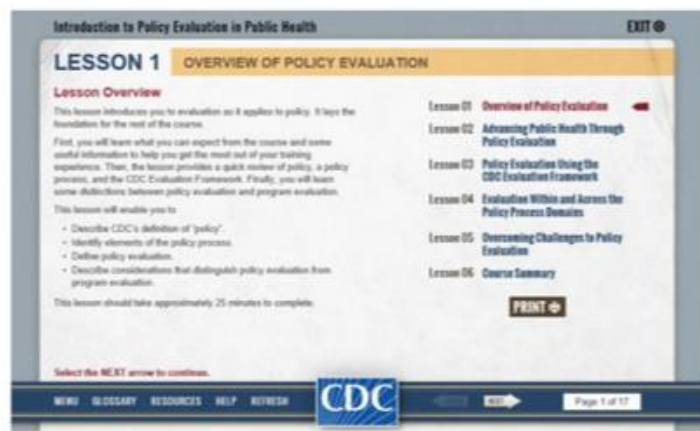 Introduction to Policy Evaluation in Public Health
EXIT
LESSON 1
OVERVIEW OF POLICY EVALUATION
Lesson Overview
This lesson introduces you to evaluation as it applies to policy. It lays the
foundation for the rest of the course.
First, you will learn what you can expect from the course and some
useful information to help you get the most out of your training
experience. Then, the lesson provides a quick review of policy, a policy
process, and the CDC Evaluation Framework. Finally, you will learn
some distinctions between policy evaluation and program evaluation.
This lesson will enable you to
• Describe CDC's definition of "policy".
• Identify elements of the policy process.
• Define policy evaluation.
• Describe considerations that distinguish policy evaluation from
program evaluation.
This lesson should take approximately 25 minutes to complete.
Select the NEXT arrow to continue.
Lesson 01 Overview of Policy Evaluation
Lesson 02 Advancing Public Health Through
Policy Evaluation
Lesson 03 Policy Evaluation Using the
CDC Evaluation Framework
Lesson 04 Evaluation Within and Across the
Policy Process Domains
Lesson 05 Overcoming Challenges to Policy
Evaluation
Lesson 06 Course Summary
PRINT
MENU GLOSSARY RESOURCES HELP REFRESH
CDC
NEXT
Page 1 of 17